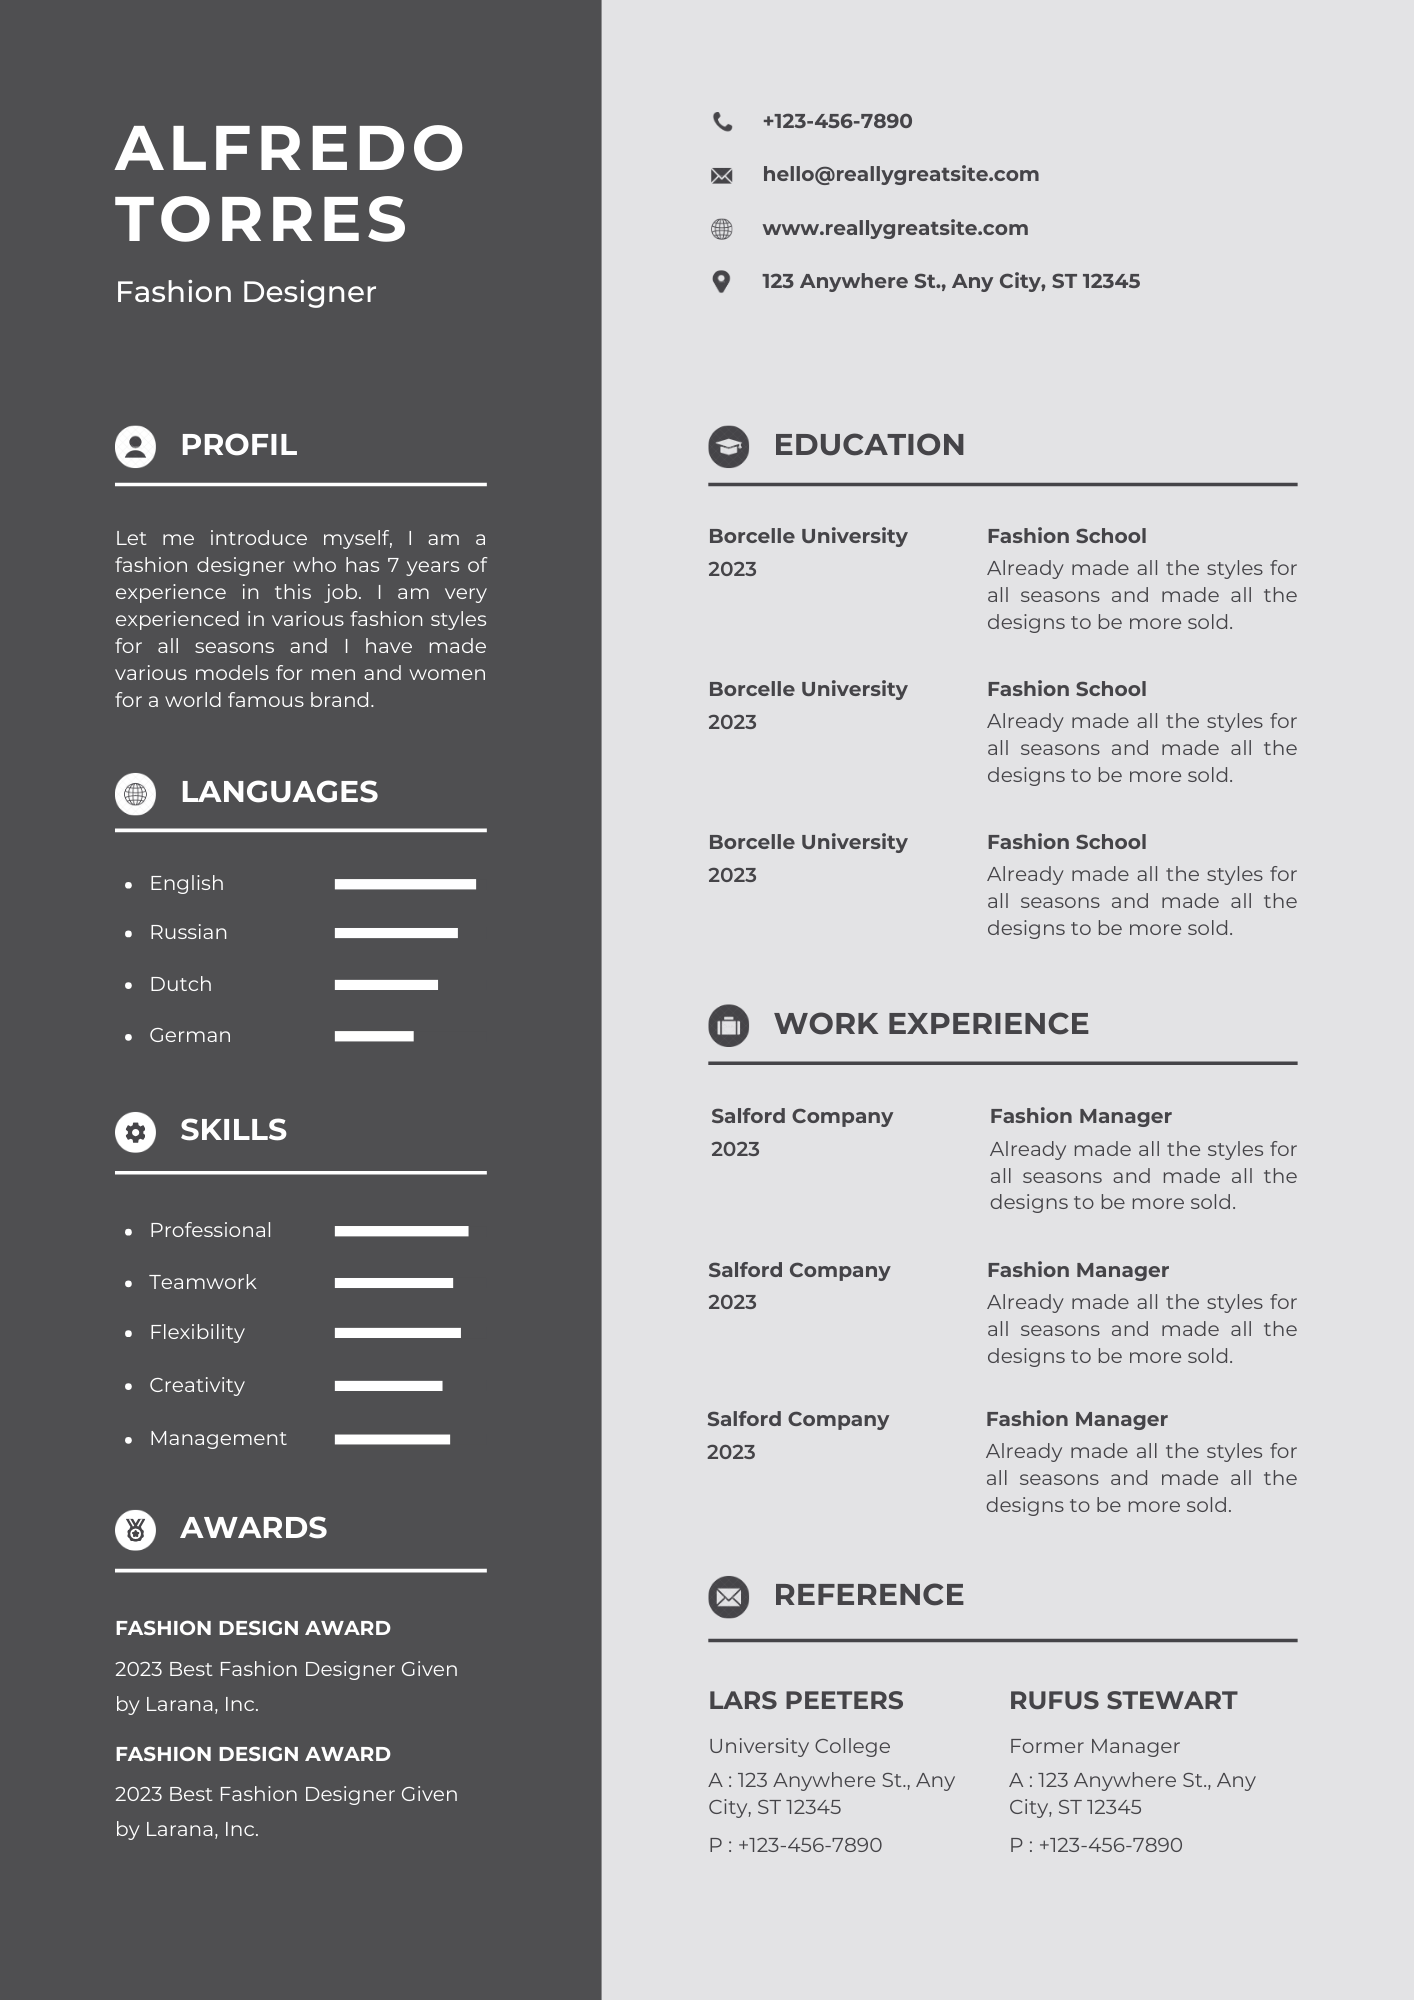 ALFREDO
TORRES
Fashion Designer
PROFIL
Let me introduce myself, I am a
fashion designer who has 7 years of
experience in this job. I am very
experienced in various fashion styles
for all seasons and I have made
various models for men and women
for a world famous brand.
LANGUAGES
• English
• Russian
• Dutch
• German
SKILLS
• Professional
• Teamwork
• Flexibility
• Creativity
• Management
AWARDS
FASHION DESIGN AWARD
2023 Best Fashion Designer Given
by Larana, Inc.
FASHION DESIGN AWARD
2023 Best Fashion Designer Given
by Larana, Inc.
+123-456-7890
hello@reallygreatsite.com
www.reallygreatsite.com
123 Anywhere St., Any City, ST 12345
EDUCATION
Borcelle University
2023
Fashion School
Already made all the styles for
all seasons and made all the
designs to be more sold.
Borcelle University
2023
Fashion School
Already made all the styles for
all seasons and made all the
designs to be more sold.
Borcelle University
2023
Fashion School
Already made all the styles for
all seasons and made all the
designs to be more sold.
WORK EXPERIENCE
Salford Company
2023
Fashion Manager
Already made all the styles for
all seasons and made all the
designs to be more sold.
Salford Company
2023
Fashion Manager
Already made all the styles for
all seasons and made all the
designs to be more sold.
Salford Company
2023
Fashion Manager
Already made all the styles for
all seasons and made all the
designs to be more sold.
REFERENCE
LARS PEETERS
University College
A : 123 Anywhere St., Any
City, ST 12345
P : +123-456-7890
RUFUS STEWART
Former Manager
A : 123 Anywhere St., Any
City, ST 12345
P : +123-456-7890